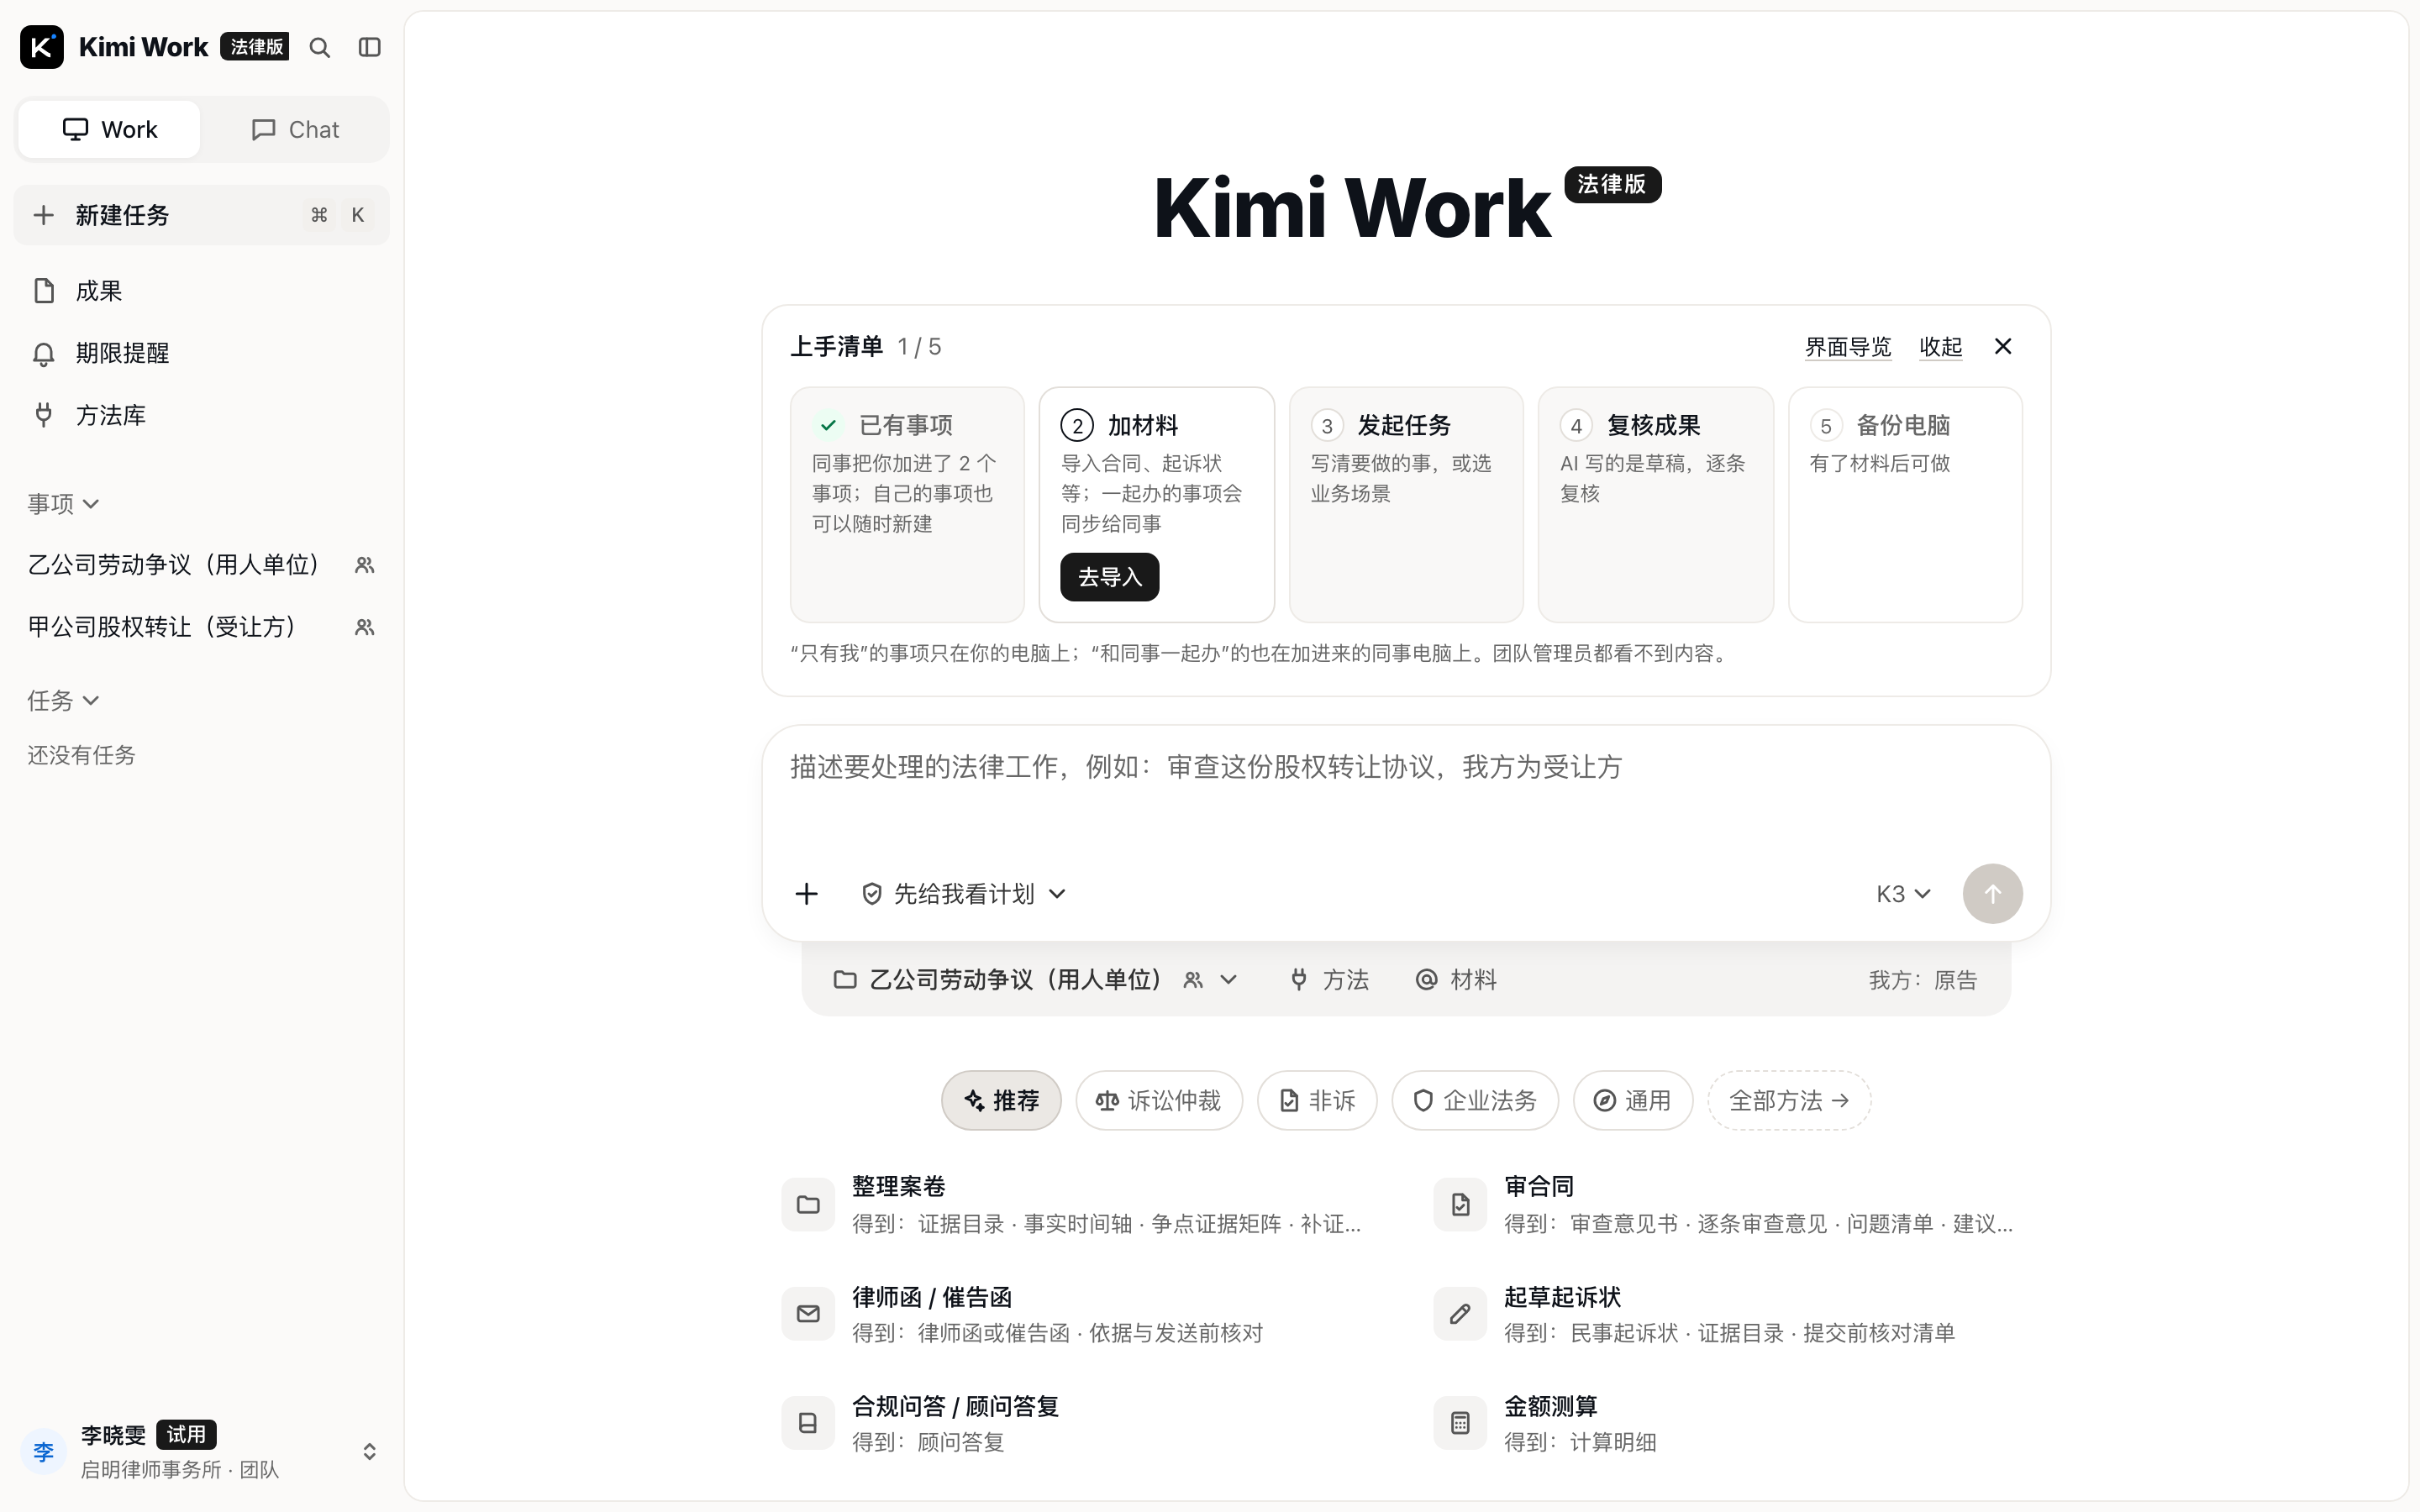 Kimi Work 法律版
Work
Chat
新建任务 ⌘ K
成果
期限提醒
方法库
事项
乙公司劳动争议（用人单位）
甲公司股权转让（受让方）
任务
还没有任务
李晓雯 试用
启明律师事务所 · 团队
Kimi Work 法律版
上手清单 1 / 5
界面导览 收起
已有事项
同事把你加进了 2 个
事项；自己的事项也
可以随时新建
2 加材料
导入合同、起诉状
等；一起办的事项会
同步给同事
去导入
3 发起任务
写清要做的事，或选
业务场景
4 复核成果
AI 写的是草稿，逐条
复核
5 备份电脑
有了材料后可做
“只有我”的事项只在你的电脑上；“和同事一起办”的也在加进来的同事电脑上。团队管理员都看不到内容。
描述要处理的法律工作，例如：审查这份股权转让协议，我方为受让方
先给我看计划
K3
乙公司劳动争议（用人单位）
方法
材料
我方：原告
推荐
诉讼仲裁
非诉
企业法务
通用
全部方法 →
整理案卷
得到：证据目录 · 事实时间轴 · 争点证据矩阵 · 补证...
审合同
得到：审查意见书 · 逐条审查意见 · 问题清单 · 建议...
律师函 / 催告函
得到：律师函或催告函 · 依据与发送前核对
起草起诉状
得到：民事起诉状 · 证据目录 · 提交前核对清单
合规问答 / 顾问答复
得到：顾问答复
金额测算
得到：计算明细
李